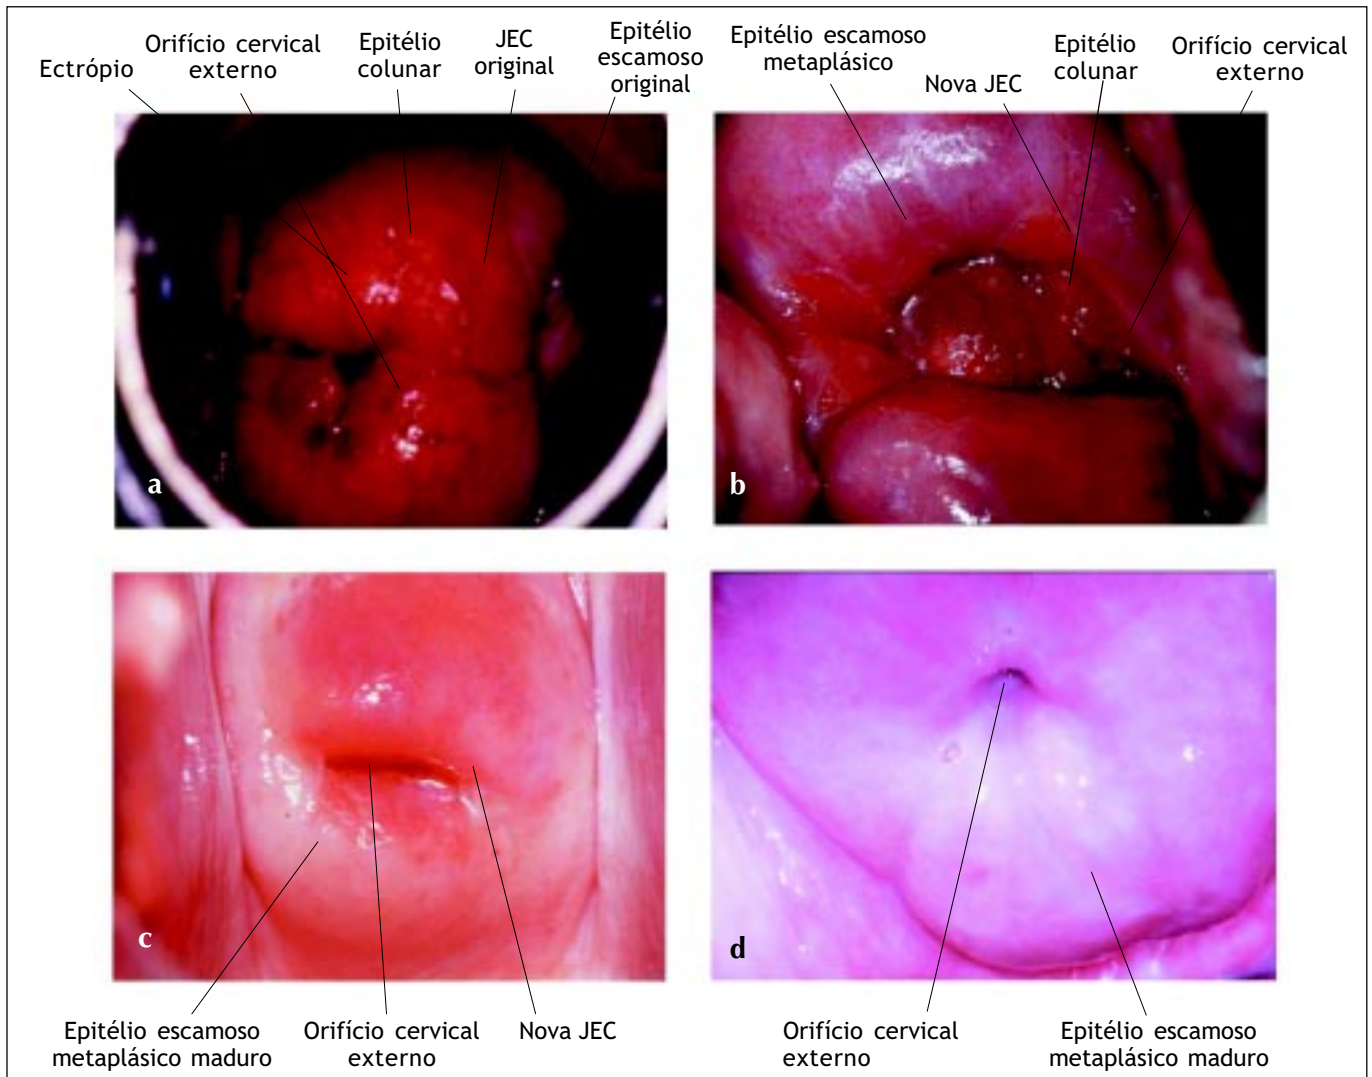 Ectrópio
Orifício cervical
externo
Epitélio
colunar
JEC
original
Epitélio
escamoso
original
Epitélio escamoso
metaplásico
Nova JEC
Epitélio
colunar
Orifício cervical
externo
a
b
c
d
Epitélio escamoso
metaplásico maduro
Orifício cervical
externo
Nova JEC
Orifício cervical
externo
Epitélio escamoso
metaplásico maduro